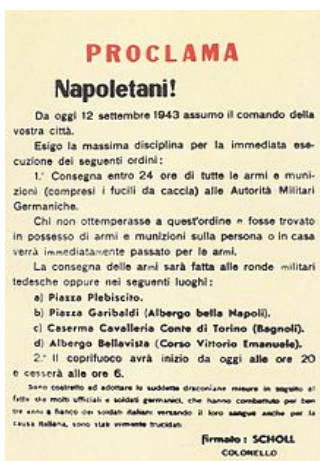 PROCLAMA
Napoletani!
Da oggi 12 settembre 1943 assumo il comando della
vostra città.
Esigo la massima disciplina per la immediata ese-
cuzione dei seguenti ordini:
1.° Consegna entro 24 ore di tutte le armi e muni-
zioni (compresi i fucili da caccia) alle Autorità Militari
Germaniche.
Chi non ottemperasse a quest'ordine e fosse trovato
in possesso di armi e munizioni sulla persona o in casa
verrà immediatamente passato per le armi.
La consegna delle armi sarà fatta alle ronde militari
tedesche oppure nei seguenti luoghi:
a) Piazza Plebiscito.
b) Piazza Garibaldi (Albergo bella Napoli).
c) Caserma Cavalleria Conte di Torino (Bagnoli).
d) Albergo Bellavista (Corso Vittorio Emanuele).
2.° Il coprifuoco avrà inizio da oggi alle ore 20
e cesserà alle ore 6.
Sono costretto ad adottare le suddette draconiane misure in seguito al
fatto che molti ufficiali e soldati germanici, che hanno combattuto per ben
tre anni a fianco dei soldati italiani versando il loro sangue anche per la
causa italiana, sono stati vilmente trucidati.
firmato: SCHOLL
COLONELLO